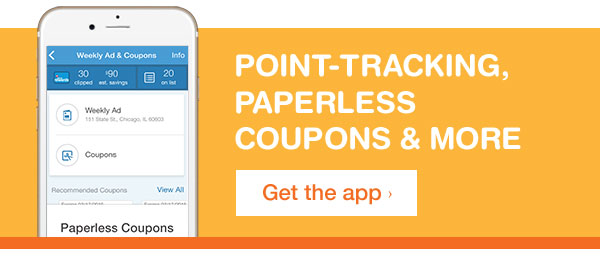 Weekly Ad & Coupons Info
30 $90 20
clipped est. savings on list
Weekly Ad
151 State St., Chicago, IL 60603
Coupons
Recommended Coupons View All
Paperless Coupons
POINT-TRACKING,
PAPERLESS
COUPONS & MORE
Get the app ›